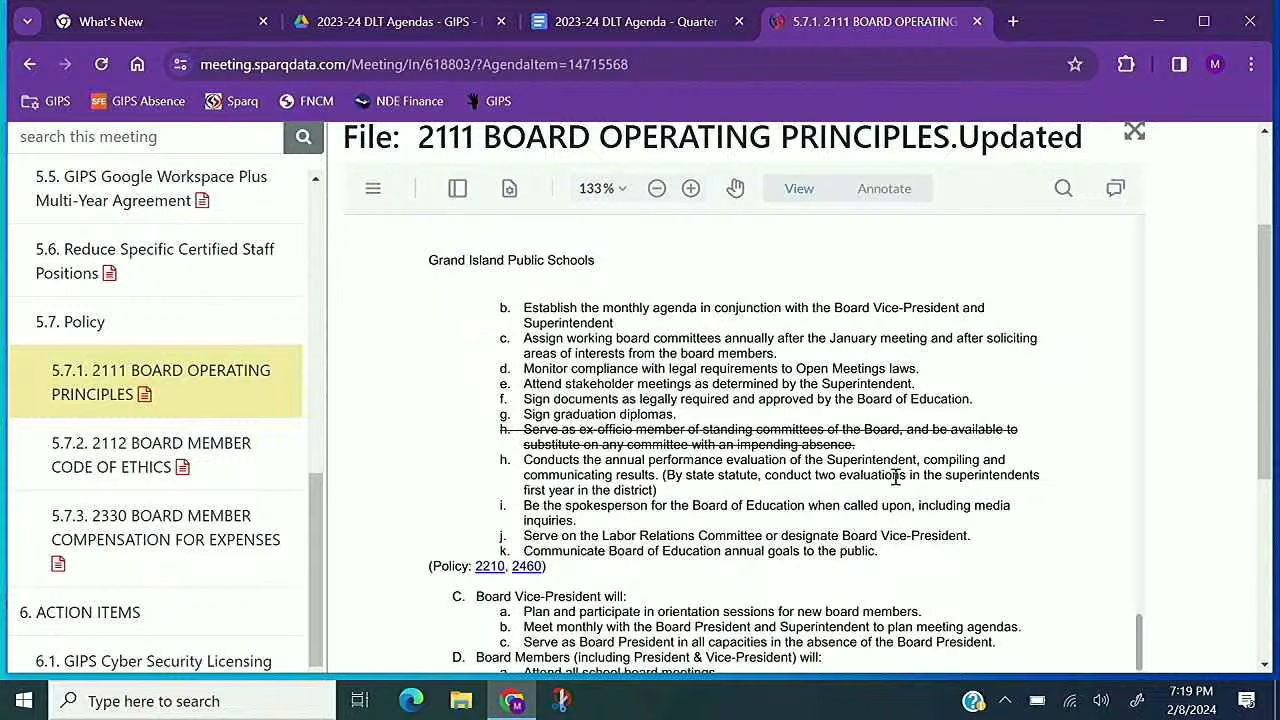 What's New
2023-24 DLT Agendas - GIPS -
2023-24 DLT Agenda - Quarter
5.7.1. 2111 BOARD OPERATING
meeting.sparqdata.com/Meeting/In/618803/?AgendaItem=14715568
M
GIPS
SFE GIPS Absence
Sparq
FNCM
NDE Finance
GIPS
search this meeting
File: 2111 BOARD OPERATING PRINCIPLES.Updated
5.5. GIPS Google Workspace Plus
Multi-Year Agreement
5.6. Reduce Specific Certified Staff
Positions
5.7. Policy
5.7.1. 2111 BOARD OPERATING
PRINCIPLES
5.7.2. 2112 BOARD MEMBER
CODE OF ETHICS
5.7.3. 2330 BOARD MEMBER
COMPENSATION FOR EXPENSES
6. ACTION ITEMS
6.1. GIPS Cyber Security Licensing
133%
View
Annotate
Grand Island Public Schools
b. Establish the monthly agenda in conjunction with the Board Vice-President and
Superintendent
c. Assign working board committees annually after the January meeting and after soliciting
areas of interests from the board members.
d. Monitor compliance with legal requirements to Open Meetings laws.
e. Attend stakeholder meetings as determined by the Superintendent.
f. Sign documents as legally required and approved by the Board of Education.
g. Sign graduation diplomas.
h. Serve as ex-officio member of standing committees of the Board, and be available to
substitute on any committee with an impending absence.
h. Conducts the annual performance evaluation of the Superintendent, compiling and
communicating results. (By state statute, conduct two evaluations in the superintendents
first year in the district)
i. Be the spokesperson for the Board of Education when called upon, including media
inquiries.
j. Serve on the Labor Relations Committee or designate Board Vice-President.
k. Communicate Board of Education annual goals to the public.
(Policy: 2210, 2460)
C. Board Vice-President will:
a. Plan and participate in orientation sessions for new board members.
b. Meet monthly with the Board President and Superintendent to plan meeting agendas.
c. Serve as Board President in all capacities in the absence of the Board President.
D. Board Members (including President & Vice-President) will:
a. Attend all school board meetings
Type here to search
M
7:19 PM
2/8/2024